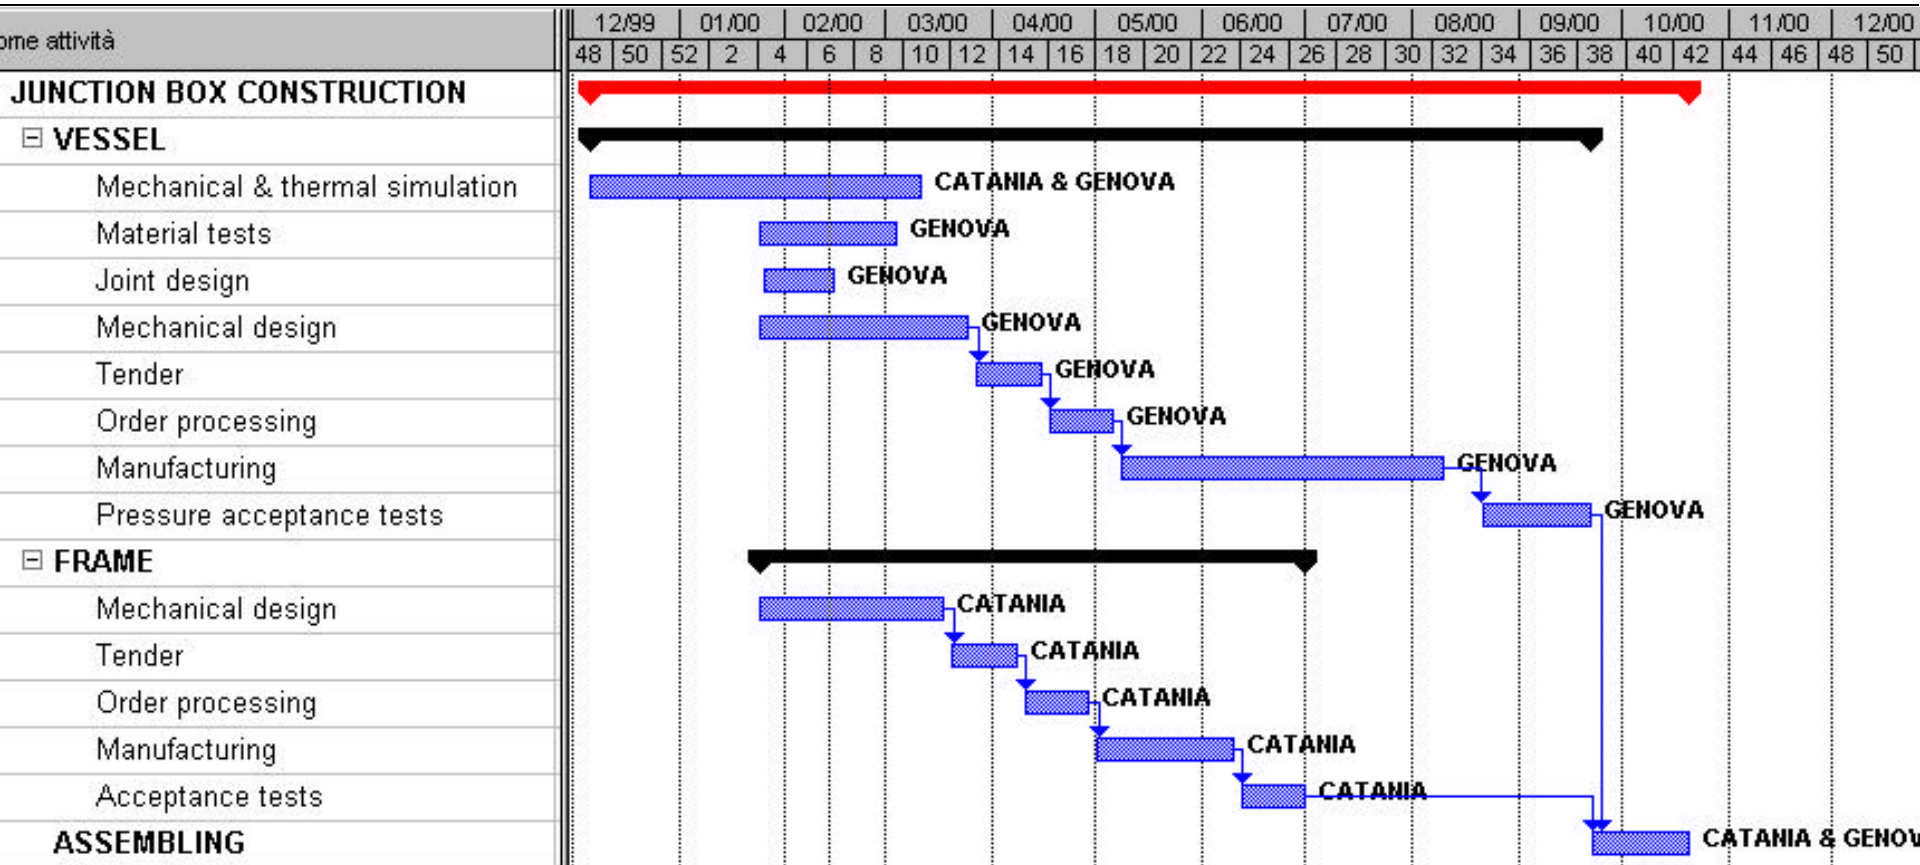 12/99 01/00 02/00 03/00 04/00 05/00 06/00 07/00 08/00 09/00 10/00 11/00 12/00
attività
48 50 52 2 4 6 8 10 12 14 16 18 20 22 24 26 28 30 32 34 36 38 40 42 44 46 48 50
JUNCTION BOX CONSTRUCTION
VESSEL
Mechanical & thermal simulation CATANIA & GENOVA
Material tests GENOVA
Joint design GENOVA
Mechanical design GENOVA
Tender GENOVA
Order processing GENOVA
Manufacturing GENOVA
Pressure acceptance tests GENOVA
FRAME
Mechanical design CATANIA
Tender CATANIA
Order processing CATANIA
Manufacturing CATANIA
Acceptance tests CATANIA
ASSEMBLING CATANIA &